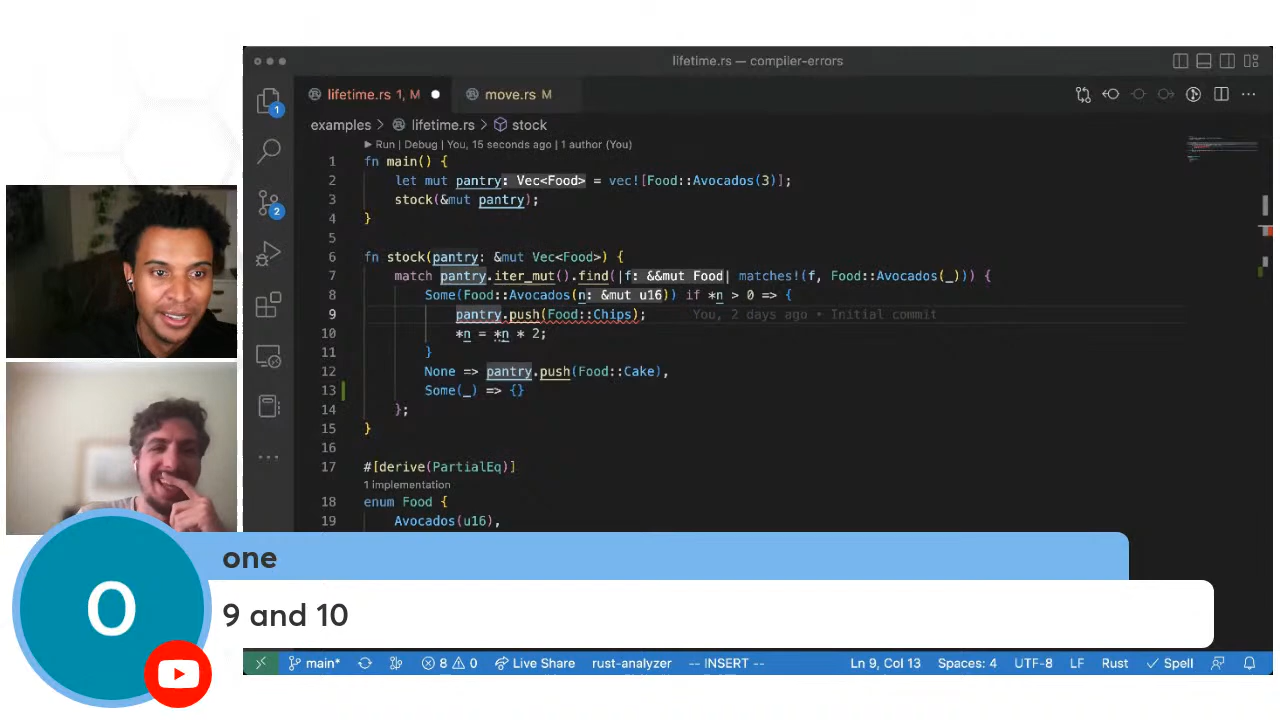 lifetime.rs — compiler-errors
lifetime.rs 1, M
move.rs M
examples > lifetime.rs > stock
Run | Debug | You, 15 seconds ago | 1 author (You)
1 fn main() {
2 let mut pantry: Vec<Food> = vec![Food::Avocados(3)];
3 stock(&mut pantry);
4 }
5
6 fn stock(pantry: &mut Vec<Food>) {
7 match pantry.iter_mut().find(|f: &&mut Food| matches!(f, Food::Avocados(_))) {
8 Some(Food::Avocados(n: &mut u16)) if *n > 0 => {
9 pantry.push(Food::Chips); You, 2 days ago • Initial commit
10 *n = *n * 2;
11 }
12 None => pantry.push(Food::Cake),
13 Some(_) => {}
14 };
15 }
16
17 #[derive(PartialEq)]
1 implementation
18 enum Food {
19 Avocados(u16),
1
2
O
one
9 and 10
main* 8 0 Live Share rust-analyzer -- INSERT -- Ln 9, Col 13 Spaces: 4 UTF-8 LF Rust Spell